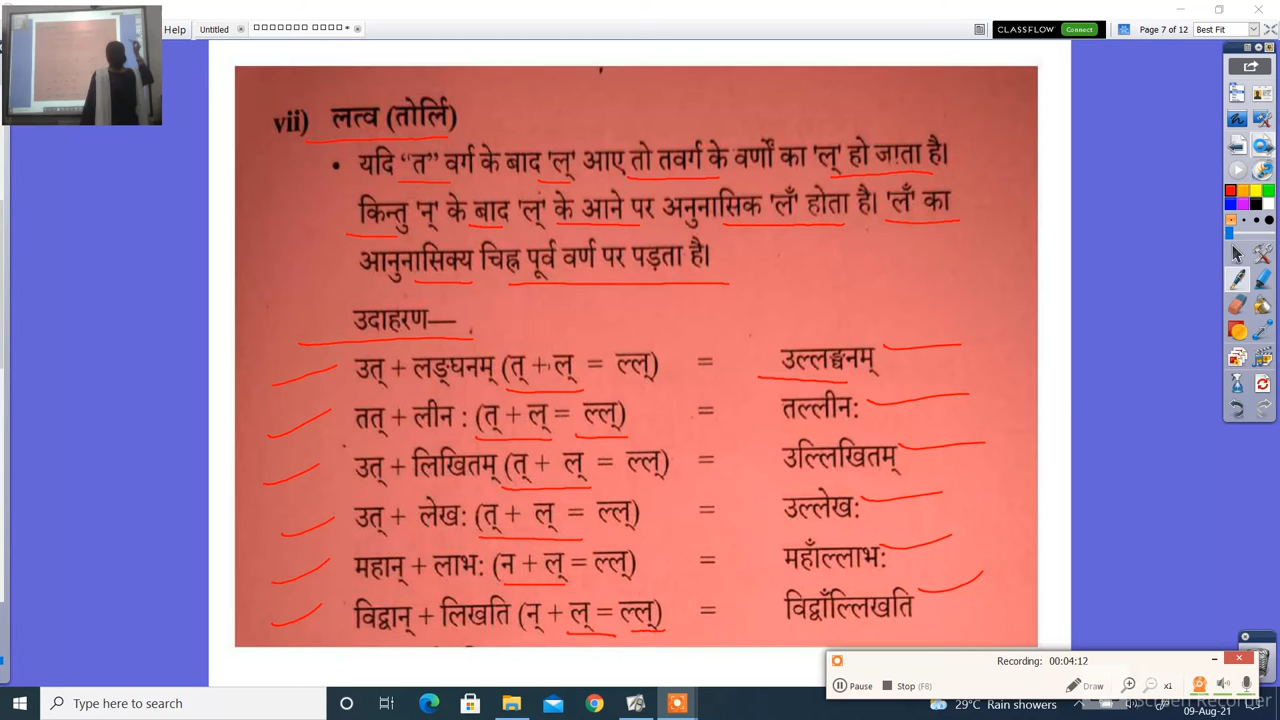 Help
Untitled
CLASSFLOW Connect
Page 7 of 12
Best Fit
vii) लत्व (तोर्लि)
• यदि “त” वर्ग के बाद 'ल्' आए तो तवर्ग के वर्णों का 'ल्' हो जाता है।
किन्तु 'न्' के बाद 'ल्' के आने पर अनुनासिक 'लँ' होता है। 'लँ' का
आनुनासिक्य चिह्न पूर्व वर्ण पर पड़ता है।
उदाहरण—
उत् + लङ्घनम् (त् + ल् = ल्ल्) = उल्लङ्घनम्
तत् + लीन : (त् + ल् = ल्ल्) = तल्लीन:
उत् + लिखितम् (त् + ल् = ल्ल्) = उल्लिखितम्
उत् + लेख: (त् + ल् = ल्ल्) = उल्लेख:
महान् + लाभ: (न + ल् = ल्ल्) = महाँल्लाभ:
विद्वान् + लिखति (न् + ल् = ल्ल्) = विद्वाँल्लिखति
Recording: 00:04:12
Pause Stop (F8) Draw x1
Type here to search
29°C Rain showers
09-Aug-21
Screen Recorder